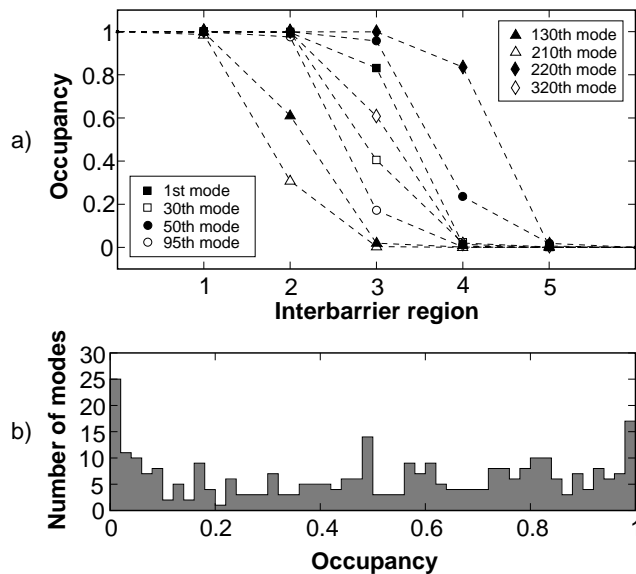 a)
Occupancy
1
0.8
0.6
0.4
0.2
0
130th mode
210th mode
220th mode
320th mode
1st mode
30th mode
50th mode
95th mode
1 2 3 4 5
Interbarrier region
b)
Number of modes
30
25
20
15
10
5
0
0 0.2 0.4 0.6 0.8 1
Occupancy